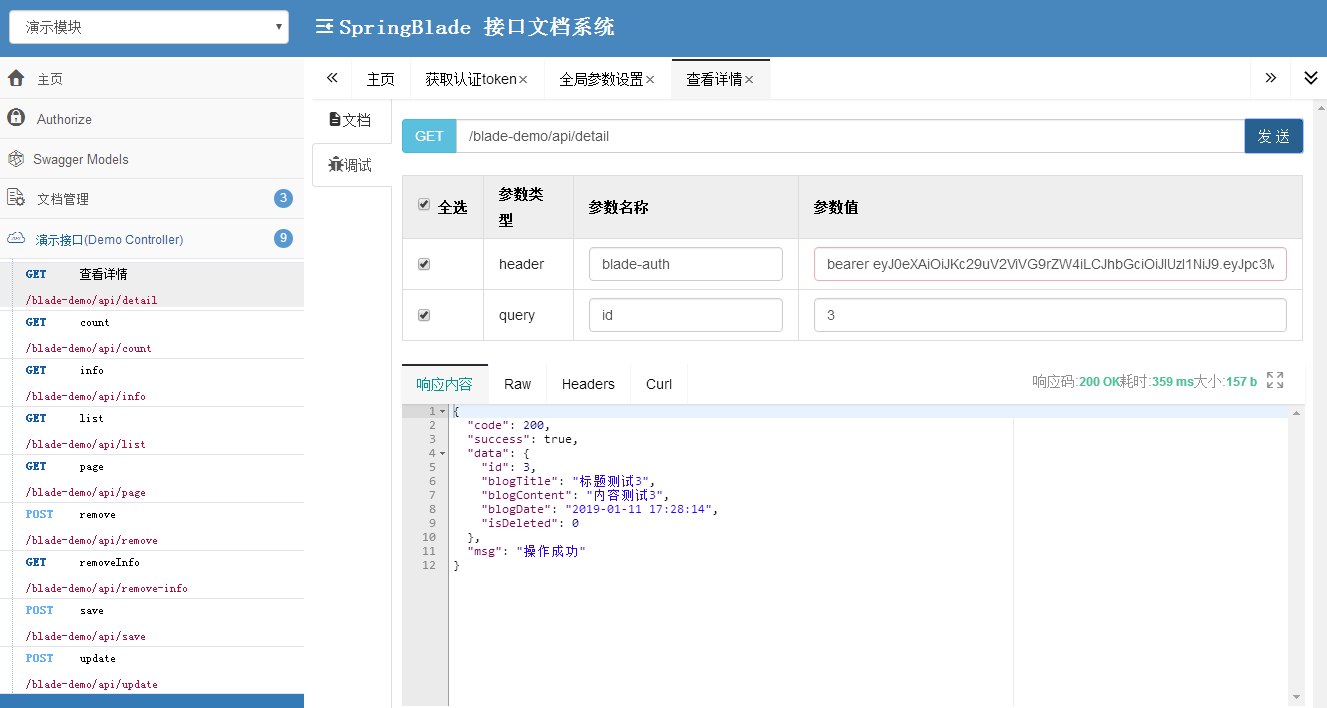 演示模块
SpringBlade 接口文档系统
主页
Authorize
Swagger Models
文档管理 3
演示接口(Demo Controller) 9
GET 查看详情
/blade-demo/api/detail
GET count
/blade-demo/api/count
GET info
/blade-demo/api/info
GET list
/blade-demo/api/list
GET page
/blade-demo/api/page
POST remove
/blade-demo/api/remove
GET removeInfo
/blade-demo/api/remove-info
POST save
/blade-demo/api/save
POST update
/blade-demo/api/update
主页 获取认证token× 全局参数设置× 查看详情×
文档
调试
GET /blade-demo/api/detail 发 送
全选 参数类型 参数名称 参数值
header blade-auth bearer eyJ0eXAiOiJKc29uV2ViVG9rZW4iLCJhbGciOiJIUzI1NiJ9.eyJpc3M
query id 3
响应内容 Raw Headers Curl 响应码:200 OK耗时:359 ms大小:157 b
1 {
2 "code": 200,
3 "success": true,
4 "data": {
5 "id": 3,
6 "blogTitle": "标题测试3",
7 "blogContent": "内容测试3",
8 "blogDate": "2019-01-11 17:28:14",
9 "isDeleted": 0
10 },
11 "msg": "操作成功"
12 }